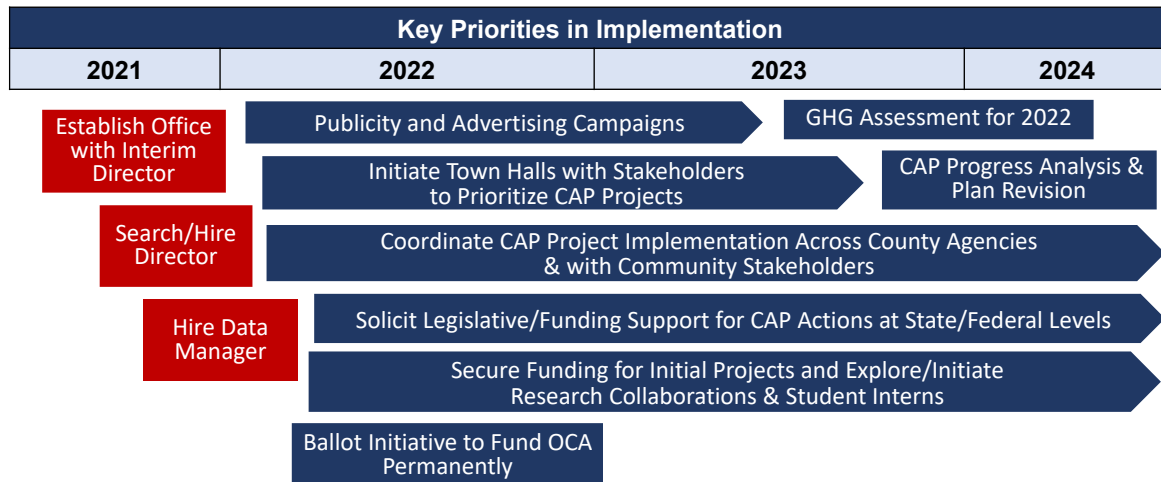 Key Priorities in Implementation
2021 2022 2023 2024
Establish Office
with Interim
Director
Publicity and Advertising Campaigns
GHG Assessment for 2022
Initiate Town Halls with Stakeholders
to Prioritize CAP Projects
CAP Progress Analysis &
Plan Revision
Search/Hire
Director
Coordinate CAP Project Implementation Across County Agencies
& with Community Stakeholders
Hire Data
Manager
Solicit Legislative/Funding Support for CAP Actions at State/Federal Levels
Secure Funding for Initial Projects and Explore/Initiate
Research Collaborations & Student Interns
Ballot Initiative to Fund OCA
Permanently